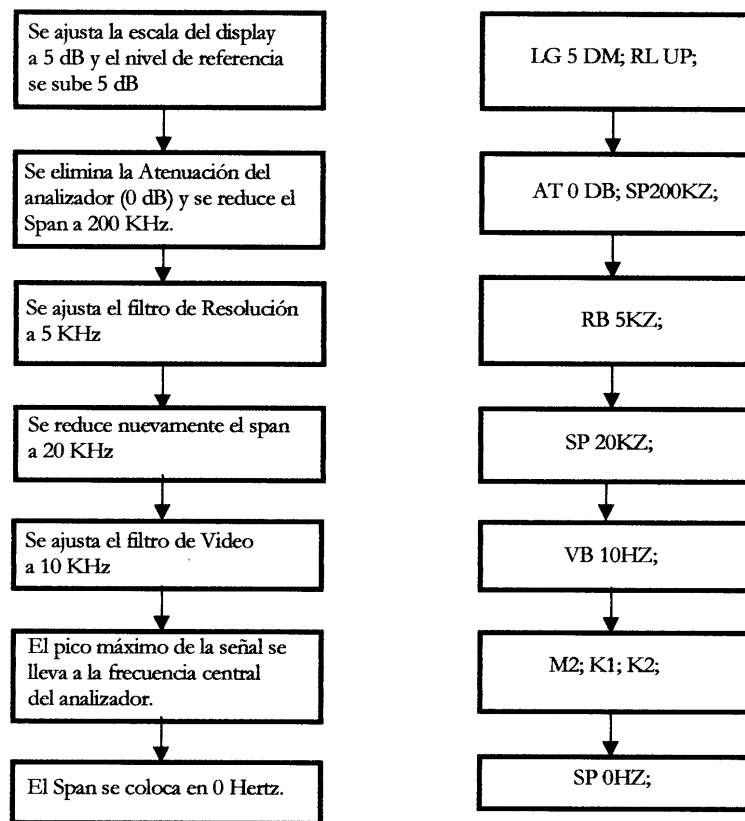 Se ajusta la escala del display
a 5 dB y el nivel de referencia
se sube 5 dB
LG 5 DM; RL UP;
Se elimina la Atenuación del
analizador (0 dB) y se reduce el
Span a 200 KHz.
AT 0 DB; SP200KZ;
Se ajusta el filtro de Resolución
a 5 KHz
RB 5KZ;
Se reduce nuevamente el span
a 20 KHz
SP 20KZ;
Se ajusta el filtro de Video
a 10 KHz
VB 10HZ;
El pico máximo de la señal se
lleva a la frecuencia central
del analizador.
M2; K1; K2;
El Span se coloca en 0 Hertz.
SP 0HZ;